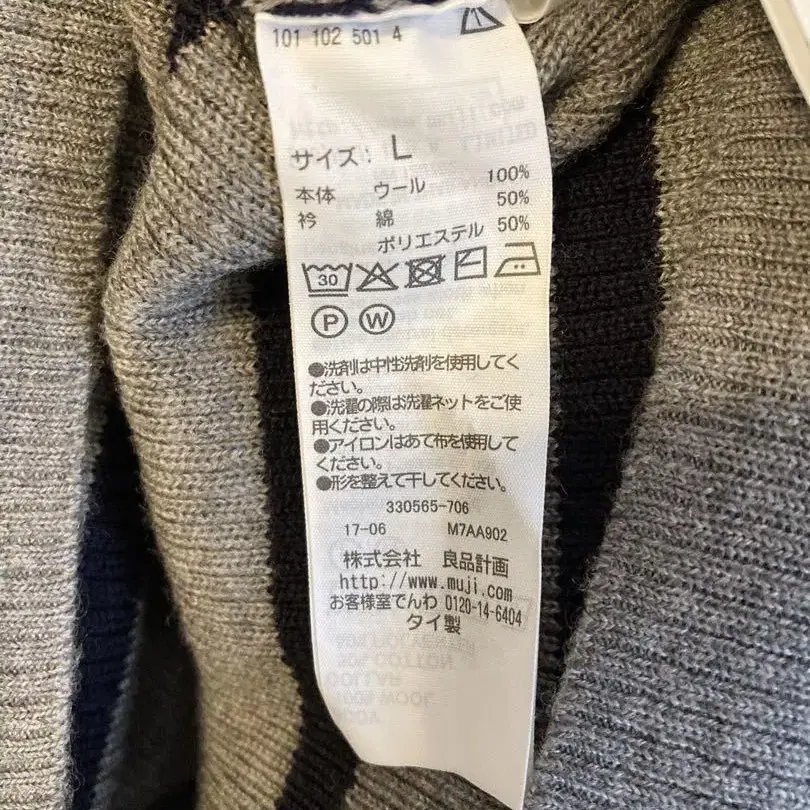 101 102 501 4
サイズ: L
本体 ウール 100%
衿 綿 50%
ポリエステル 50%
30
P W
●洗剤は中性洗剤を使用してく
ださい。
●洗濯の際は洗濯ネットをご使
用ください。
●アイロンはあて布を使用して
ください。
●形を整えて干してください。
330565-706
17-06 M7AA902
株式会社 良品計画
http://www.muji.com
お客様室でんわ 0120-14-6404
タイ製